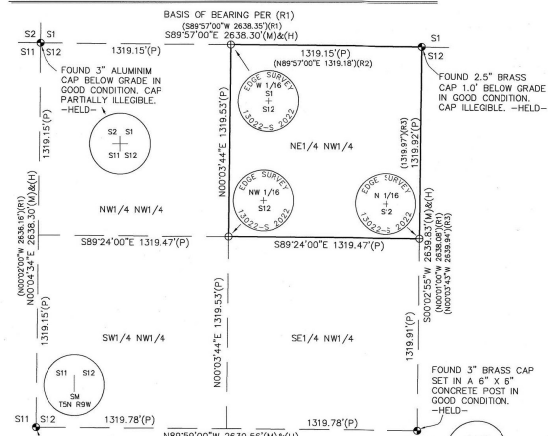 BASIS OF BEARING PER (R1)
(S89°57'00"W 2638.35')(R1)
S89°57'00"E 2638.30'(M)&(H)
S2 S1
S11 S12
1319.15'(P)
1319.15'(P)
(N89°57'00"E 1319.18')(R2)
S1
S12
FOUND 3" ALUMINIM
CAP BELOW GRADE IN
GOOD CONDITION. CAP
PARTIALLY ILLEGIBLE.
-HELD-
FOUND 2.5" BRASS
CAP 1.0' BELOW GRADE
IN GOOD CONDITION.
CAP ILLEGIBLE. -HELD-
EDGE SURVEY
W 1/16
S1
S12
13022-S 2022
S2 S1
S11 S12
1319.15'(P)
N00°03'44"E 1319.53'(P)
NE1/4 NW1/4
(1319.97')(R3)
1319.92'(P)
EDGE SURVEY
NW 1/16
S12
13022-S 2022
EDGE SURVEY
N 1/16
S'2
13022-S 2022
NW1/4 NW1/4
S89°24'00"E 1319.47'(P)
S89°24'00"E 1319.47'(P)
(N00°02'00"W 2636.16')(R1)
N00°04'34"E 2638.30'(M)&(H)
S00°02'55"W 2639.83'(M)&(H)
(N00°01'00"W 2638.08')(R1)
(N00°03'43"W 2639.94')(R3)
1319.15'(P)
N00°03'44"E 1319.53'(P)
1319.91'(P)
SW1/4 NW1/4
SE1/4 NW1/4
S11 S12
SM
T5N R9W
FOUND 3" BRASS CAP
SET IN A 6" X 6"
CONCRETE POST IN
GOOD CONDITION.
-HELD-
S11 S12
1319.78'(P)
1319.78'(P)